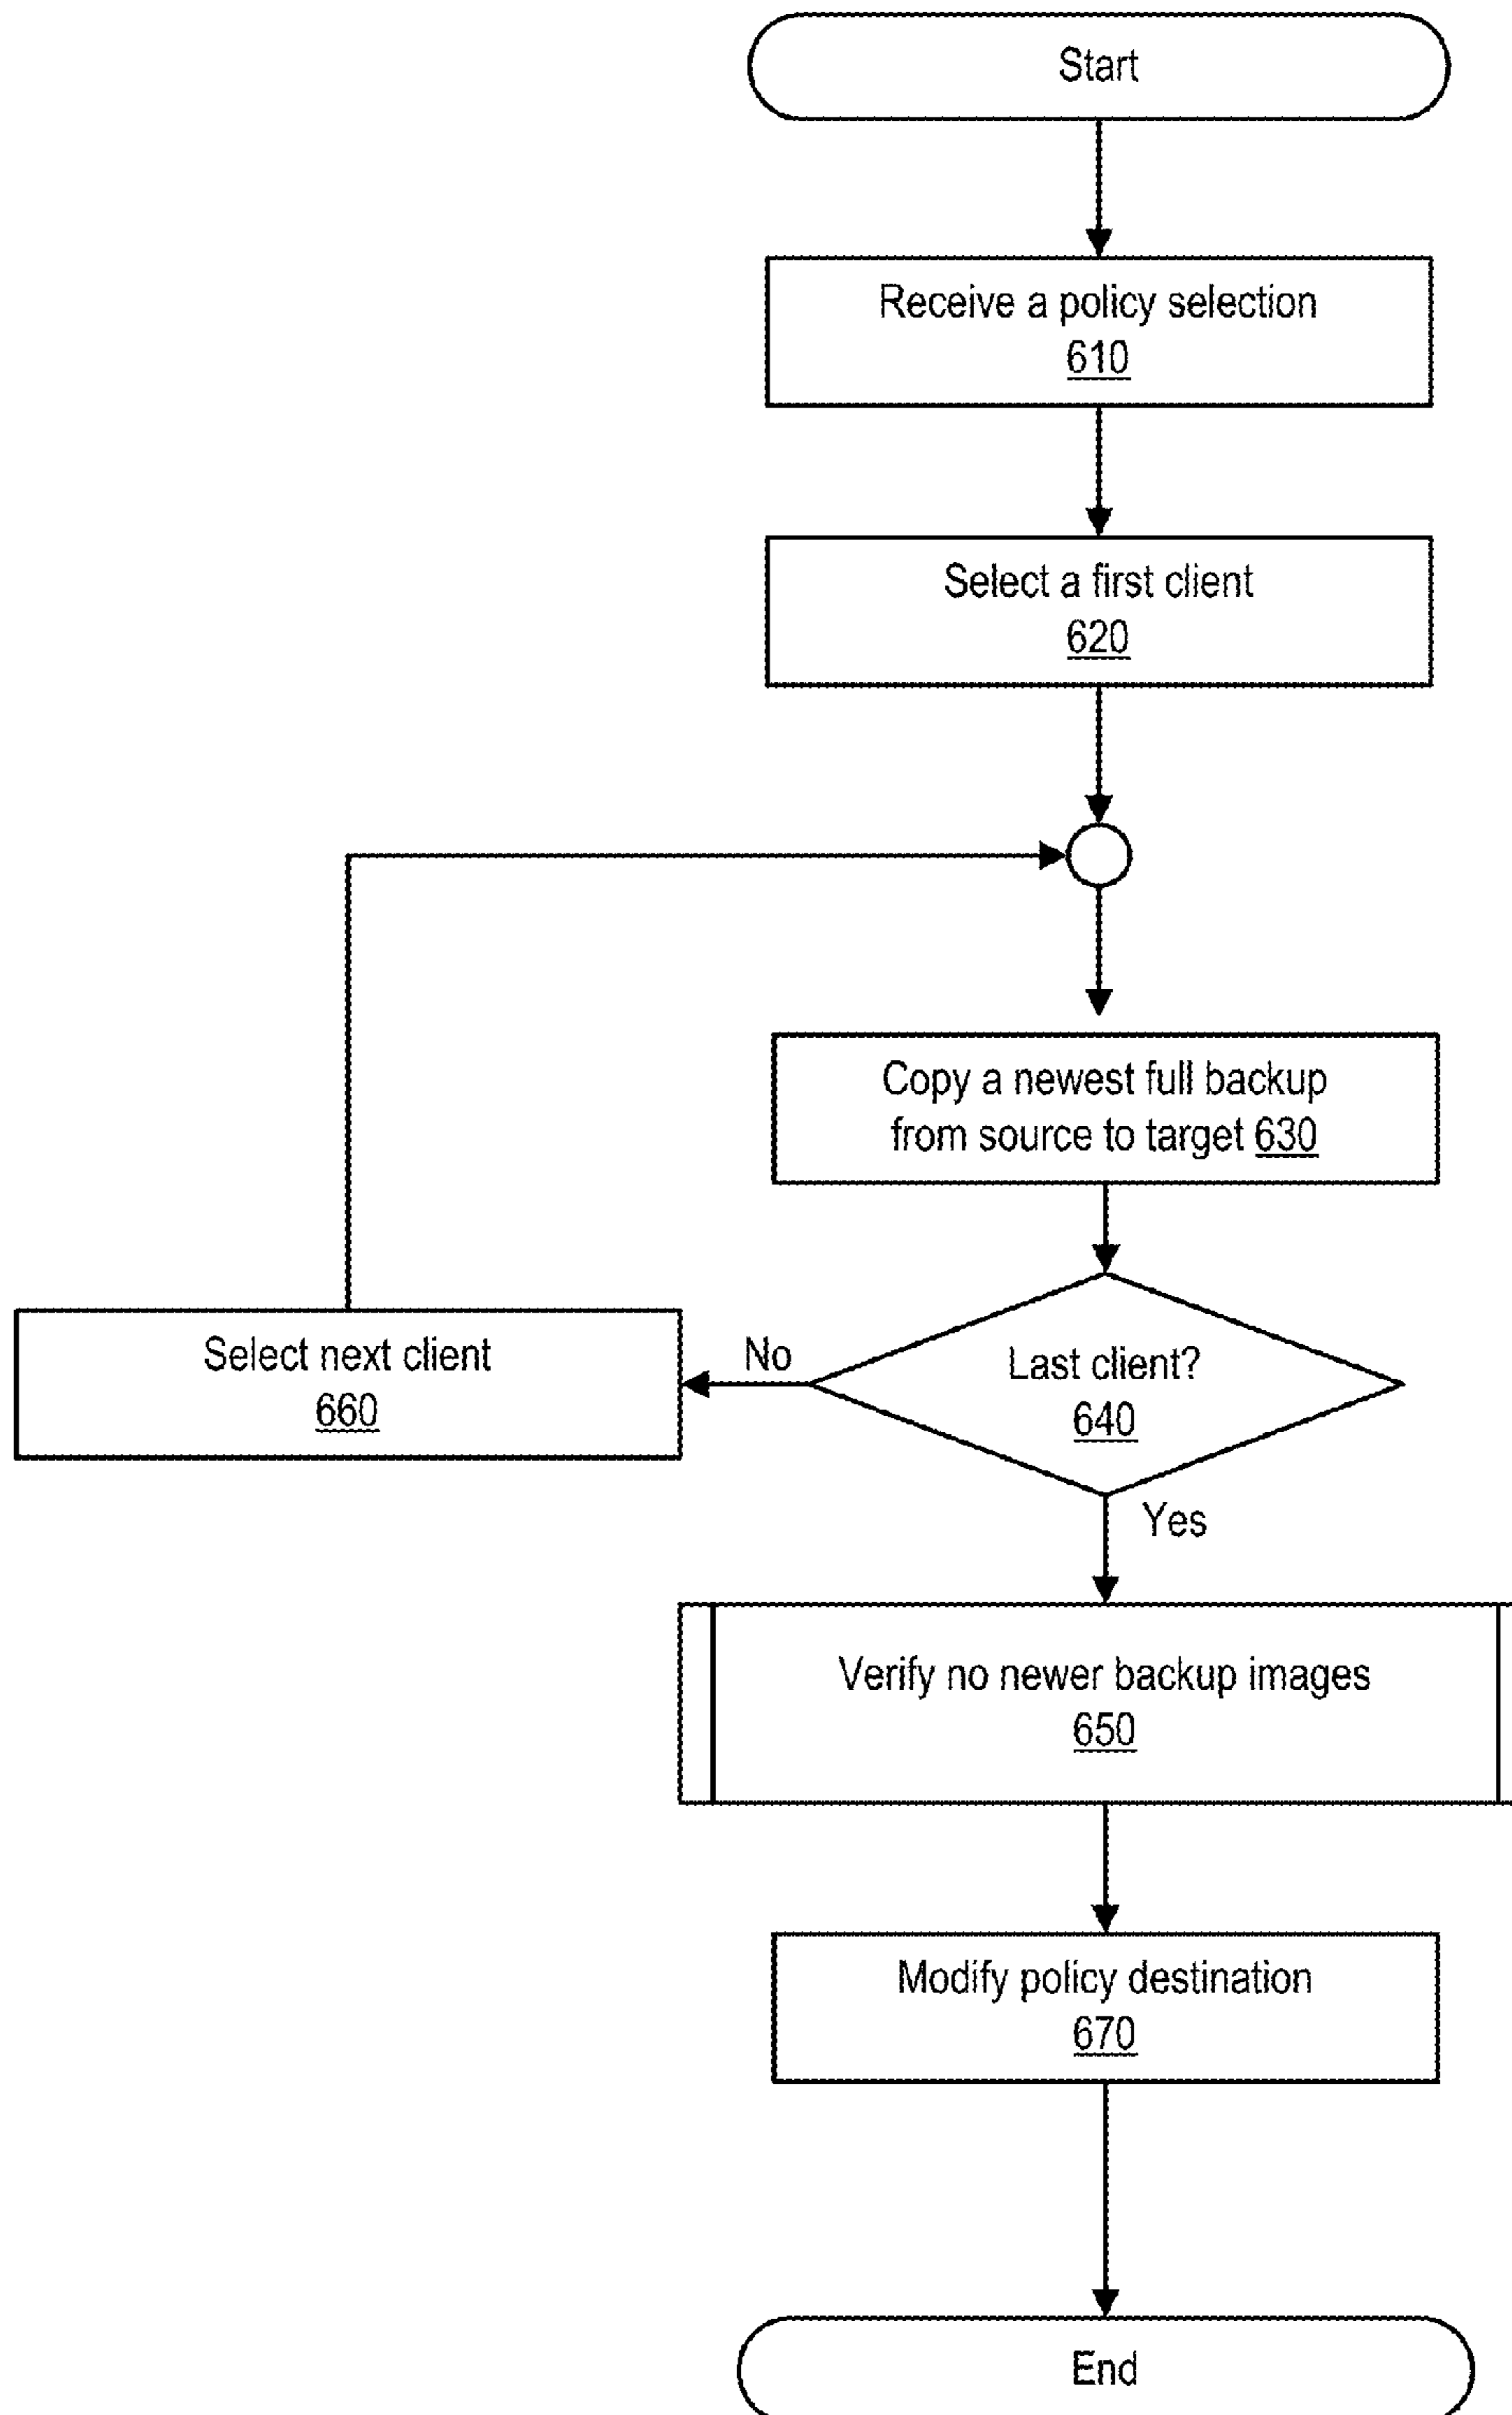 Start
Receive a policy selection
610
Select a first client
620
Copy a newest full backup
from source to target 630
Last client?
640
No
Select next client
660
Yes
Verify no newer backup images
650
Modify policy destination
670
End